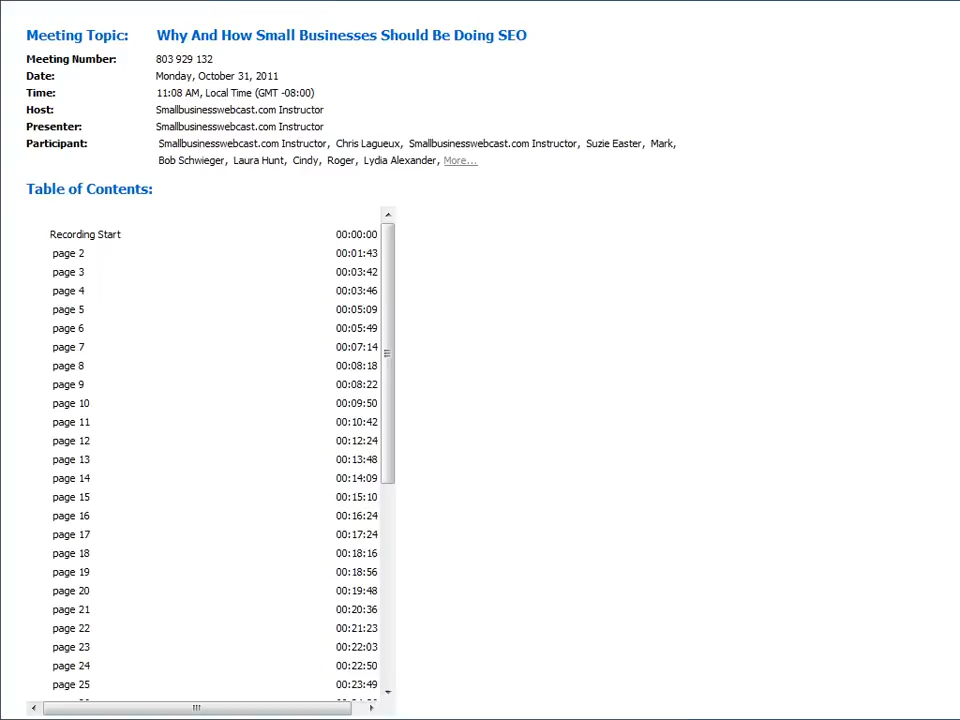 Meeting Topic: Why And How Small Businesses Should Be Doing SEO
Meeting Number: 803 929 132
Date: Monday, October 31, 2011
Time: 11:08 AM, Local Time (GMT -08:00)
Host: Smallbusinesswebcast.com Instructor
Presenter: Smallbusinesswebcast.com Instructor
Participant: Smallbusinesswebcast.com Instructor, Chris Lagueux, Smallbusinesswebcast.com Instructor, Suzie Easter, Mark,
Bob Schwieger, Laura Hunt, Cindy, Roger, Lydia Alexander, More...
Table of Contents:
Recording Start 00:00:00
page 2 00:01:43
page 3 00:03:42
page 4 00:03:46
page 5 00:05:09
page 6 00:05:49
page 7 00:07:14
page 8 00:08:18
page 9 00:08:22
page 10 00:09:50
page 11 00:10:42
page 12 00:12:24
page 13 00:13:48
page 14 00:14:09
page 15 00:15:10
page 16 00:16:24
page 17 00:17:24
page 18 00:18:16
page 19 00:18:56
page 20 00:19:48
page 21 00:20:36
page 22 00:21:23
page 23 00:22:03
page 24 00:22:50
page 25 00:23:49